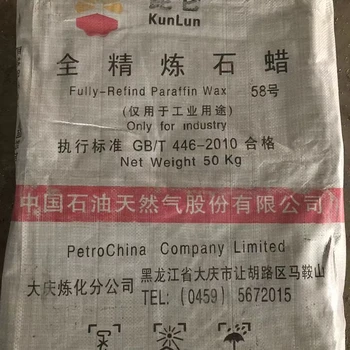 KunLun
全精炼石蜡
Fully-Refind Paraffin Wax 58号
(仅用于工业用途)
Only for industry
执行标准 GB/T 446-2010 合格
Net Weight 50 Kg
中国石油天然气股份有限公司
PetroChina Company Limited
大庆炼化分公司 黑龙江省大庆市让胡路区马鞍山
TEL: (0459) 5672015